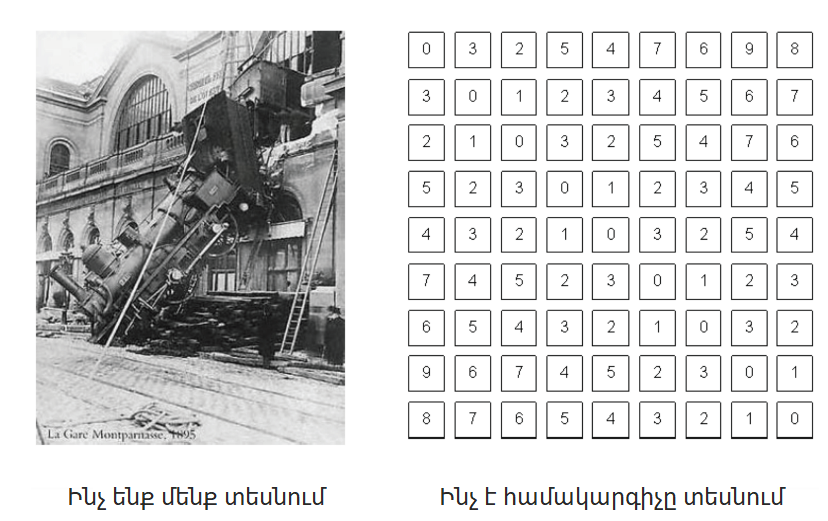 0 3 2 5 4 7 6 9 8
3 0 1 2 3 4 5 6 7
2 1 0 3 2 5 4 7 6
5 2 3 0 1 2 3 4 5
4 3 2 1 0 3 2 5 4
7 4 5 2 3 0 1 2 3
6 5 4 3 2 1 0 3 2
9 6 7 4 5 2 3 0 1
8 7 6 5 4 3 2 1 0
La Gare Montparnasse, 1895
Ինչ ենք մենք տեսնում
Ինչ է համակարգիչը տեսնում